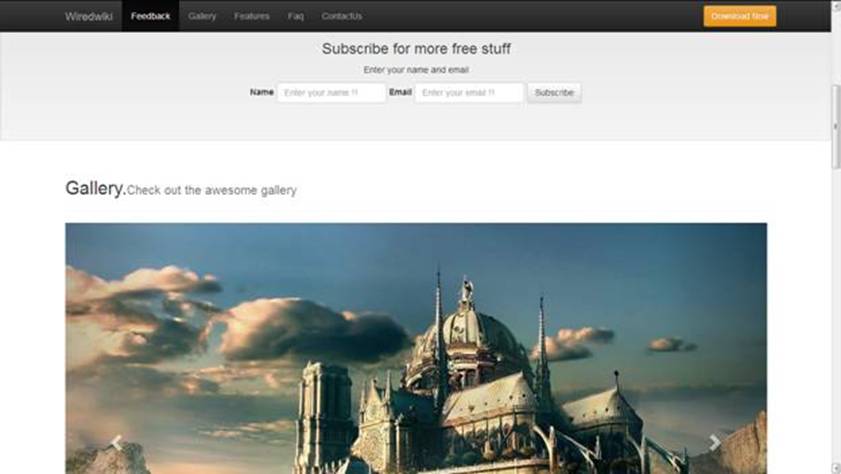 Wiredwiki Feedback Gallery Features Faq ContactUs Download Now
Subscribe for more free stuff
Enter your name and email
Name Enter your name !! Email Enter your email !! Subscribe
Gallery.Check out the awesome gallery